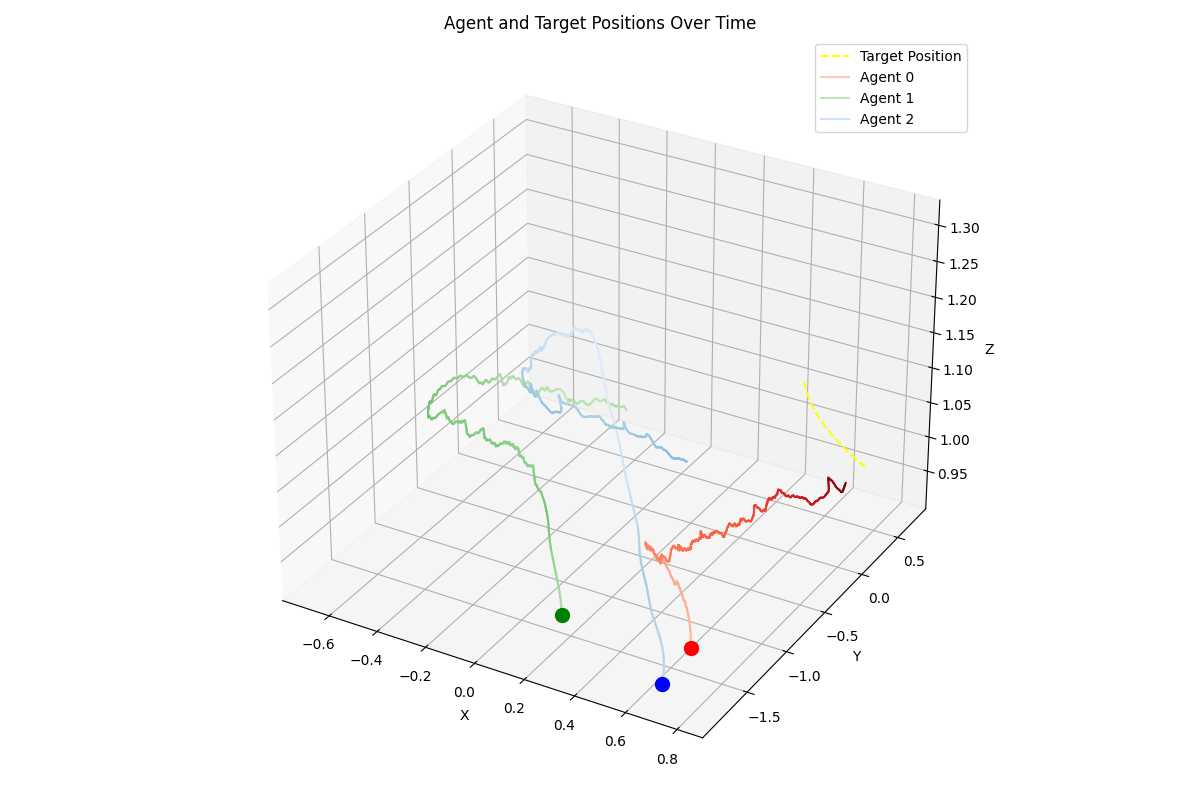 Agent and Target Positions Over Time
Target Position
Agent 0
Agent 1
Agent 2
1.30
1.25
1.20
1.15
Z
1.10
1.05
1.00
0.95
0.5
0.0
−0.5
Y
−1.0
−1.5
−0.6
−0.4
−0.2
0.0
X
0.2
0.4
0.6
0.8